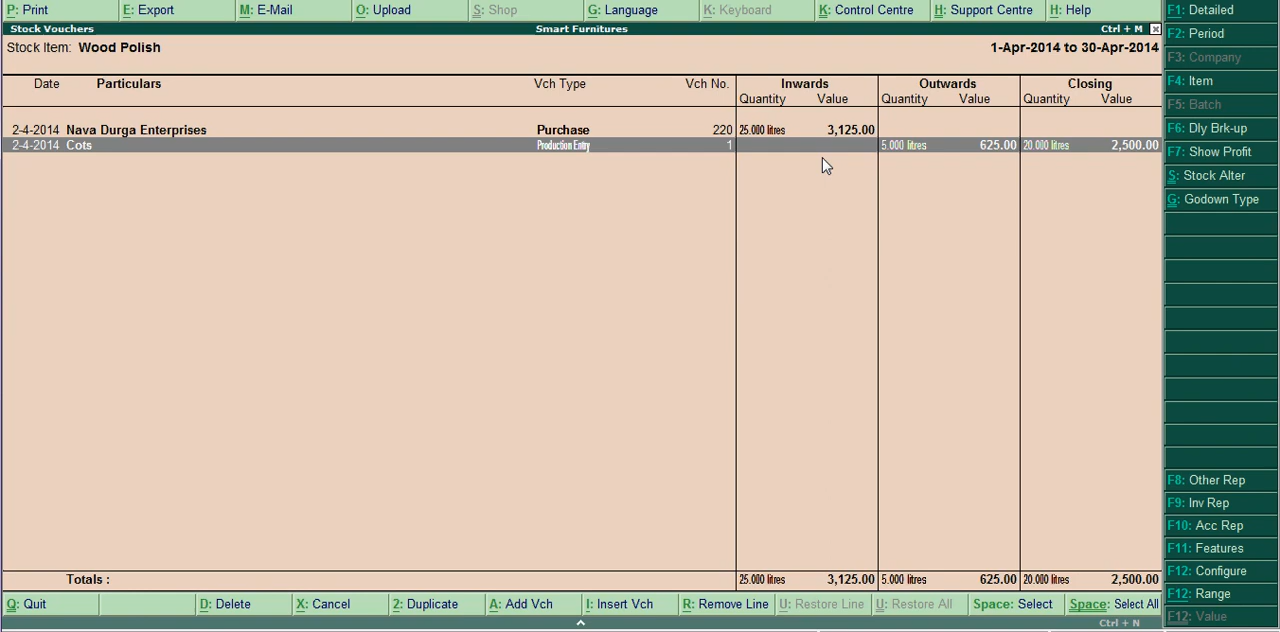 P: Print E: Export M: E-Mail O: Upload S: Shop G: Language K: Keyboard K: Control Centre H: Support Centre H: Help
Stock Vouchers Smart Furnitures Ctrl + M
Stock Item: Wood Polish 1-Apr-2014 to 30-Apr-2014
Date Particulars Vch Type Vch No. Inwards Outwards Closing
Quantity Value Quantity Value Quantity Value
2-4-2014 Nava Durga Enterprises Purchase 220 25.000 litres 3,125.00
2-4-2014 Cots Production Entry 1 5.000 litres 625.00 20.000 litres 2,500.00
Totals : 25.000 litres 3,125.00 5.000 litres 625.00 20.000 litres 2,500.00
Q: Quit D: Delete X: Cancel 2: Duplicate A: Add Vch I: Insert Vch R: Remove Line U: Restore Line U: Restore All Space: Select Space: Select All
Ctrl + N
F1: Detailed
F2: Period
F3: Company
F4: Item
F5: Batch
F6: Dly Brk-up
F7: Show Profit
S: Stock Alter
G: Godown Type
F8: Other Rep
F9: Inv Rep
F10: Acc Rep
F11: Features
F12: Configure
F12: Range
F12: Value